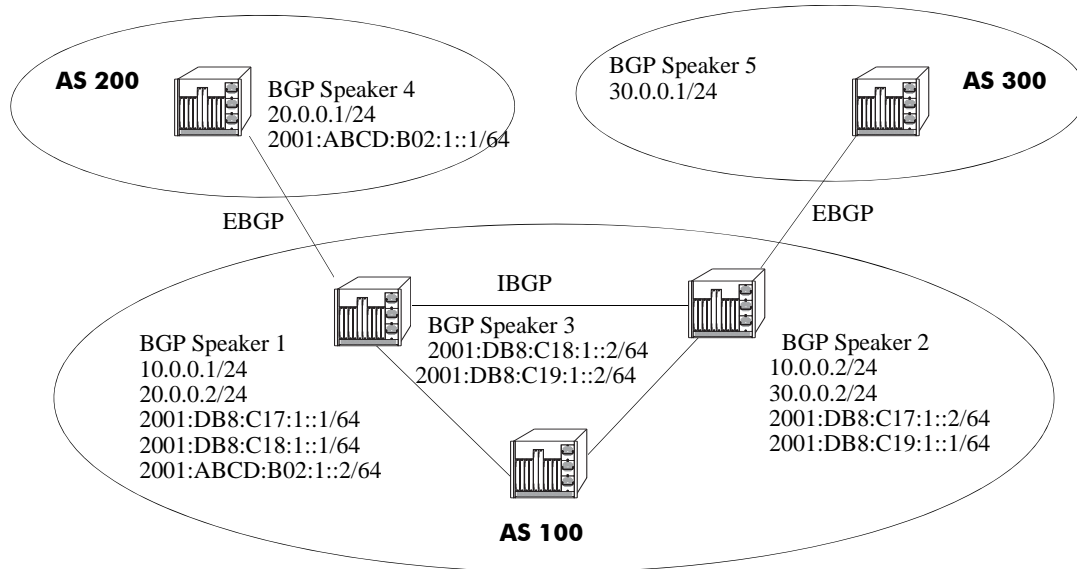 AS 200
BGP Speaker 4
20.0.0.1/24
2001:ABCD:B02:1::1/64
BGP Speaker 5
30.0.0.1/24
AS 300
EBGP
EBGP
IBGP
BGP Speaker 1
10.0.0.1/24
20.0.0.2/24
2001:DB8:C17:1::1/64
2001:DB8:C18:1::1/64
2001:ABCD:B02:1::2/64
BGP Speaker 3
2001:DB8:C18:1::2/64
2001:DB8:C19:1::2/64
BGP Speaker 2
10.0.0.2/24
30.0.0.2/24
2001:DB8:C17:1::2/64
2001:DB8:C19:1::1/64
AS 100